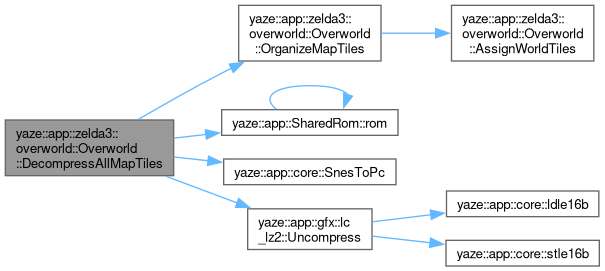 yaze::app::zelda3::
overworld::Overworld
::DecompressAllMapTiles
yaze::app::zelda3::
overworld::Overworld
::OrganizeMapTiles
yaze::app::zelda3::
overworld::Overworld
::AssignWorldTiles
yaze::app::SharedRom::rom
yaze::app::core::SnesToPc
yaze::app::gfx::lc
_lz2::Uncompress
yaze::app::core::ldle16b
yaze::app::core::stle16b